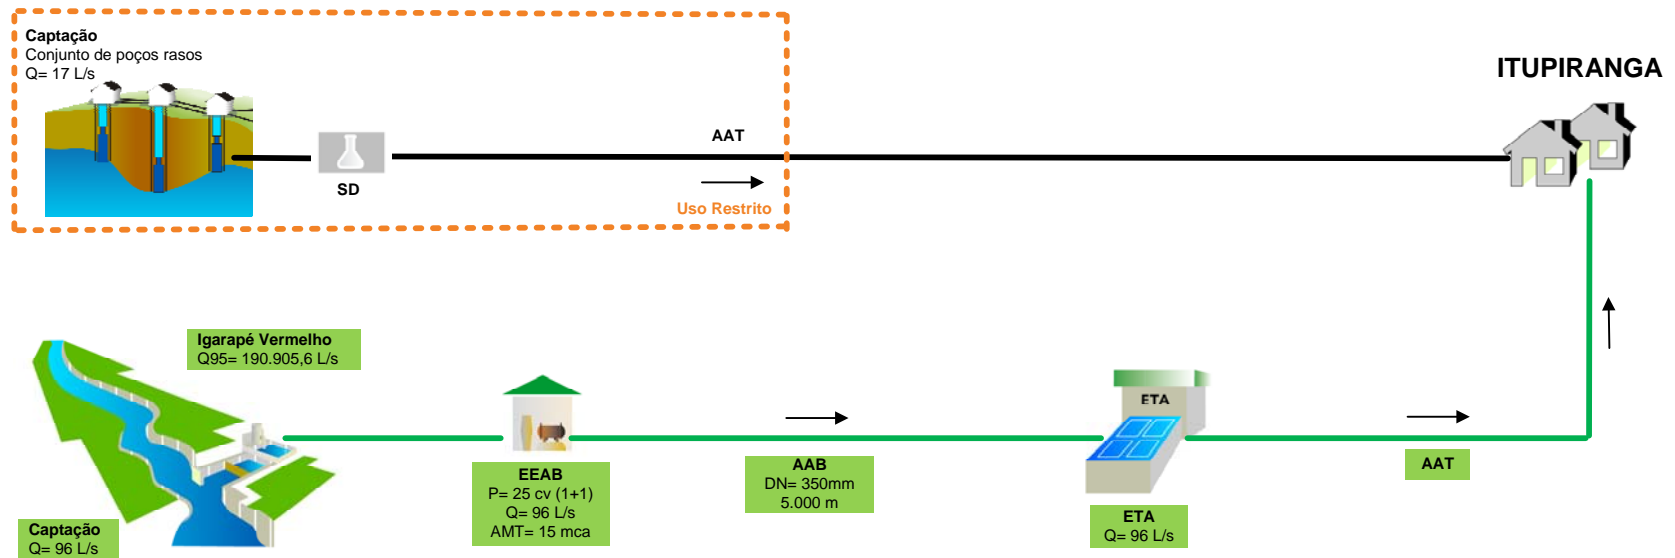 Captação
Conjunto de poços rasos
Q= 17 L/s
ITUPIRANGA
AAT
SD
Uso Restrito
Igarapé Vermelho
Q95= 190.905,6 L/s
ETA
EEAB
P= 25 cv (1+1)
Q= 96 L/s
AMT= 15 mca
AAB
DN= 350mm
5.000 m
AAT
ETA
Q= 96 L/s
Captação
Q= 96 L/s